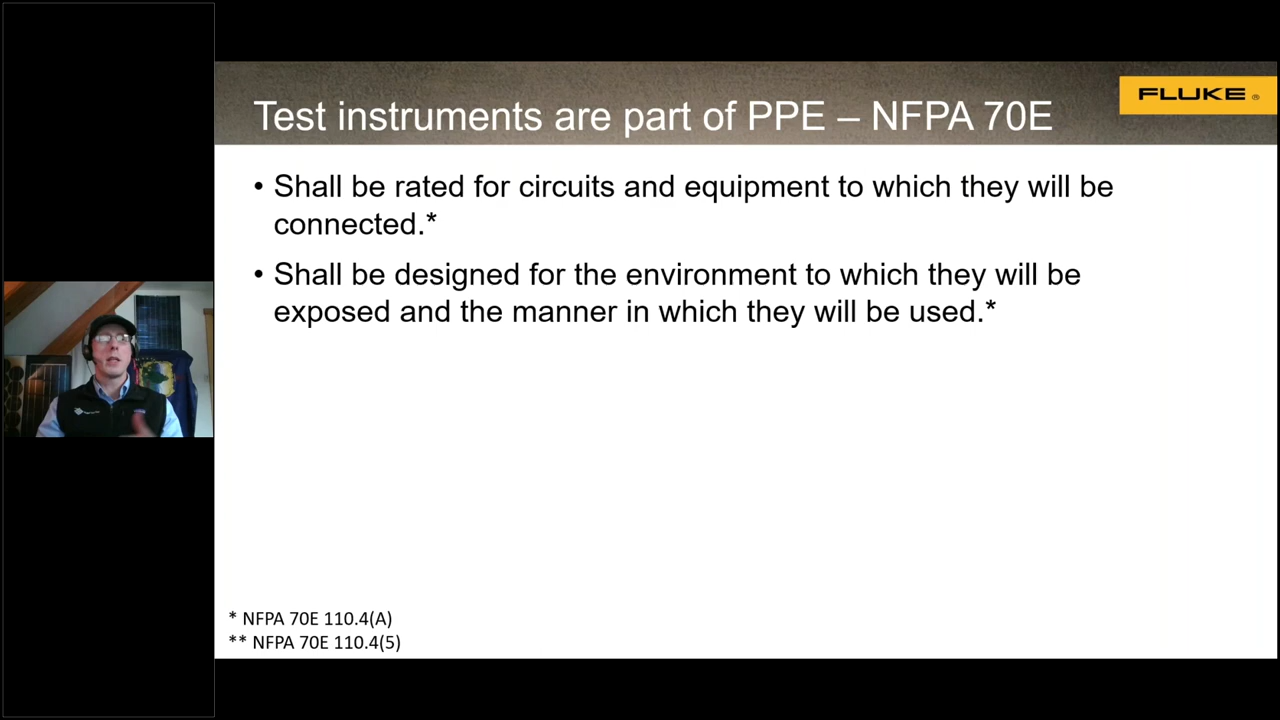 Test instruments are part of PPE – NFPA 70E
FLUKE ®
• Shall be rated for circuits and equipment to which they will be
connected.*
• Shall be designed for the environment to which they will be
exposed and the manner in which they will be used.*
* NFPA 70E 110.4(A)
** NFPA 70E 110.4(5)